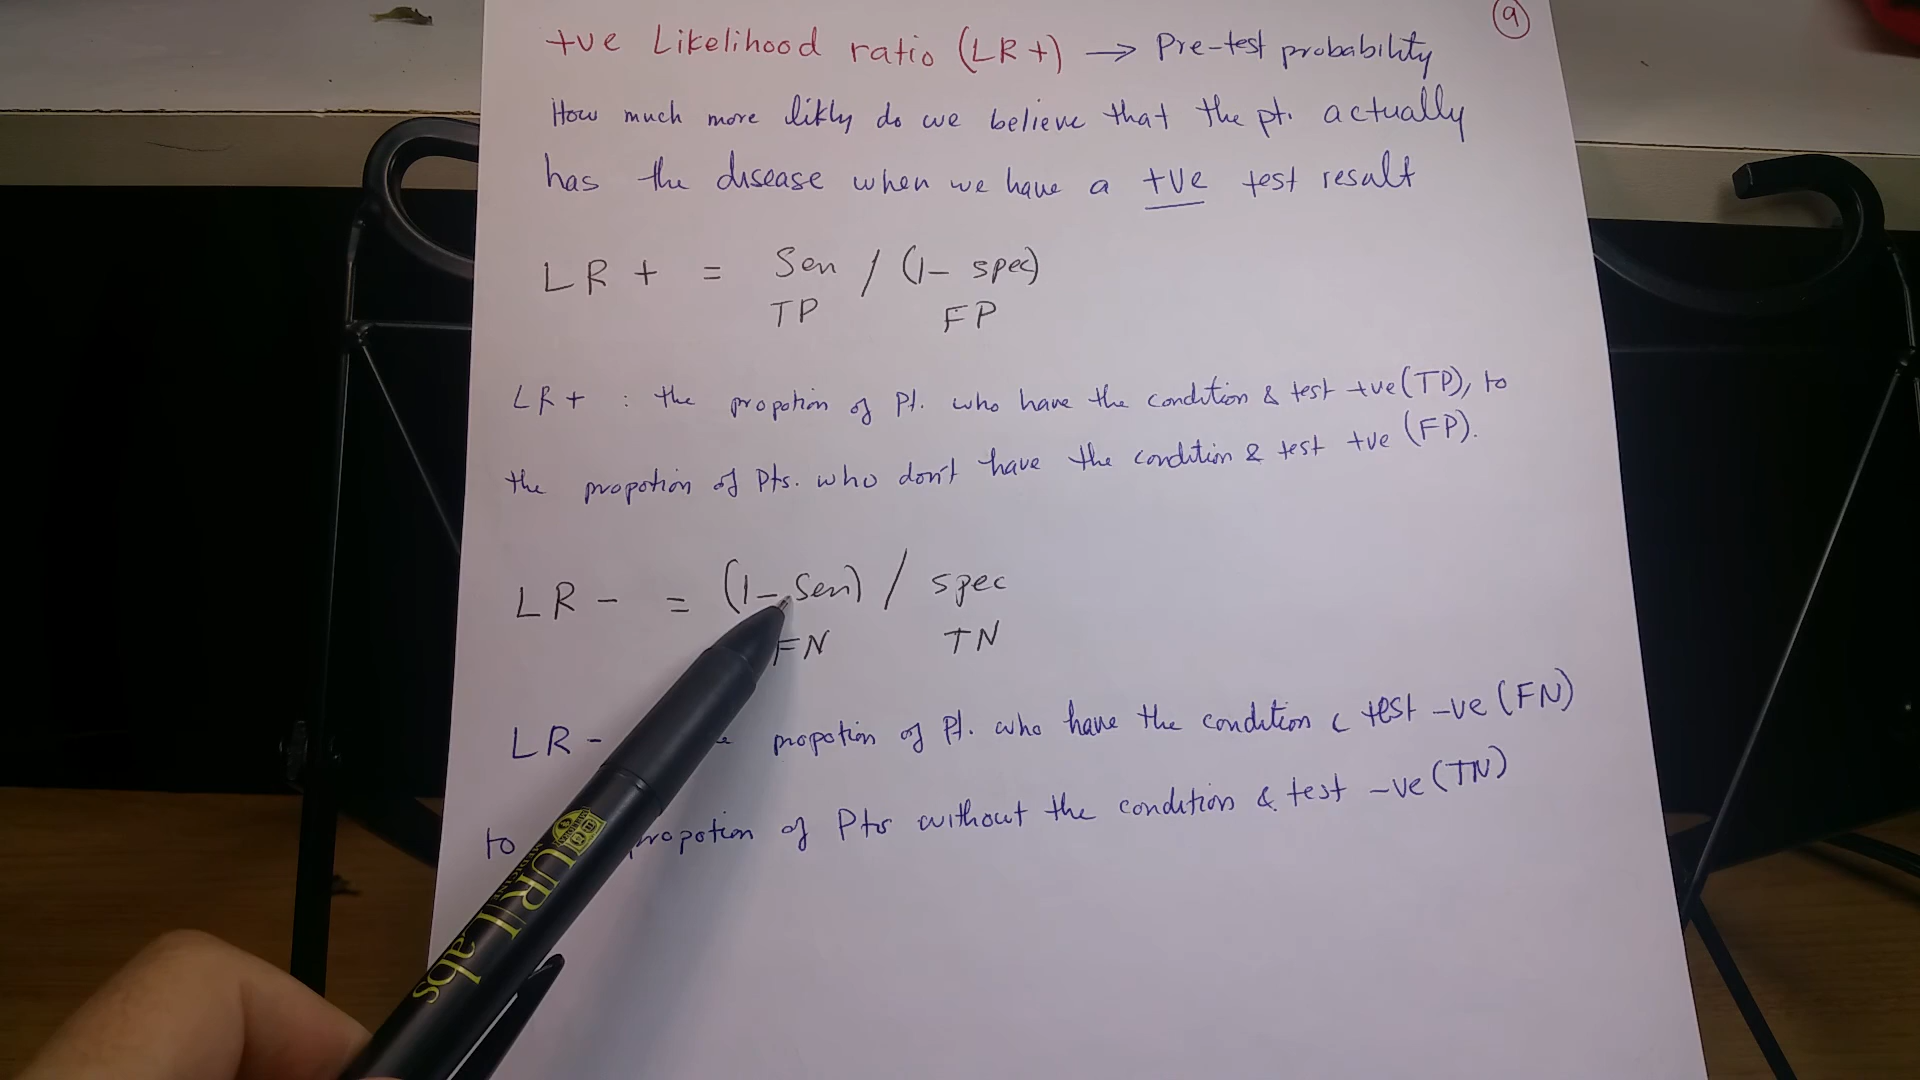 9
+ve Likelihood ratio (LR+) → Pre-test probability
How much more likly do we believe that the pt. actually
has the disease when we have a +ve test result
LR + = Sen / (1- spec)
TP FP
LR+ : the propotion of Pt. who have the condition & test +ve (TP), to
the propotion of Pts. who don't have the condition & test +ve (FP).
LR - = (1- Sen) / spec
FN TN
LR - propotion of Pt. who have the condition & test -ve (FN)
to propotion of Pts without the condition & test -ve (TN)
UR Labs
MEDICINE